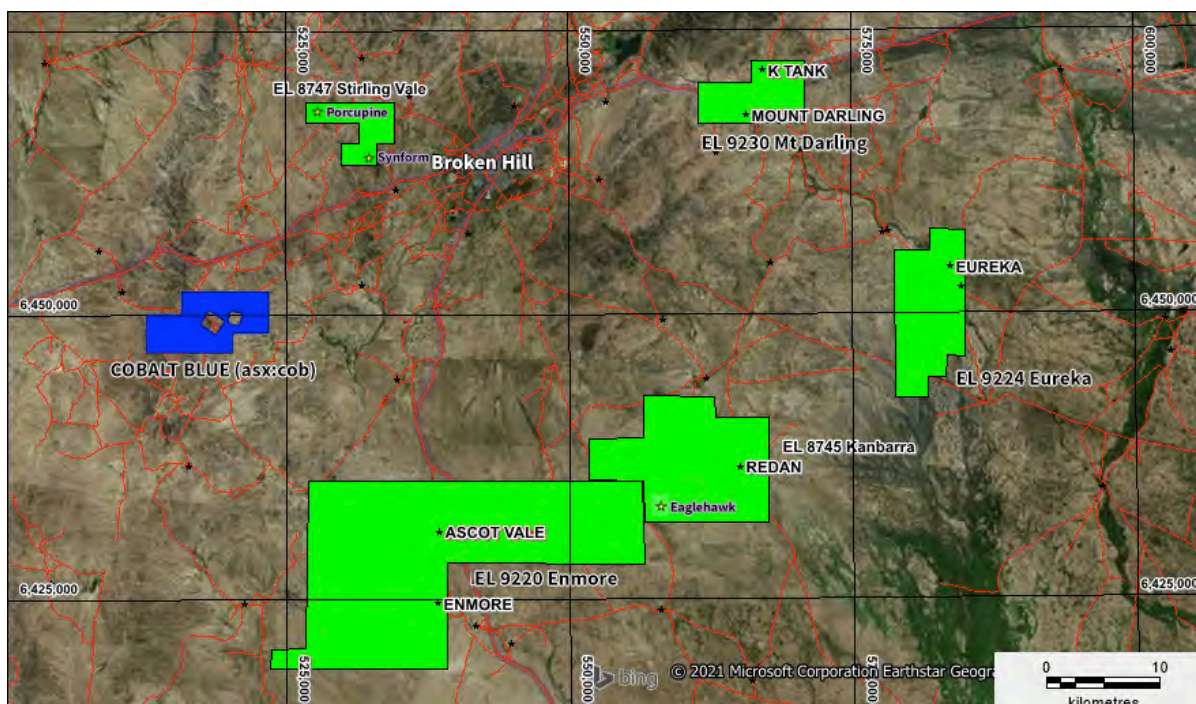 525,000
550,000
575,000
600,000
K TANK
EL 8747 Stirling Vale
Porcupine
MOUNT DARLING
EL 9230 Mt Darling
Synform
Broken Hill
EUREKA
6,450,000
6,450,000
COBALT BLUE (asx:cob)
EL 9224 Eureka
EL 8745 Kanbarra
REDAN
Eaglehawk
ASCOT VALE
EL 9220 Enmore
6,425,000
6,425,000
ENMORE
525,000
550,000
bing
© 2021 Microsoft Corporation Earthstar Geogra
0 10
kilometres